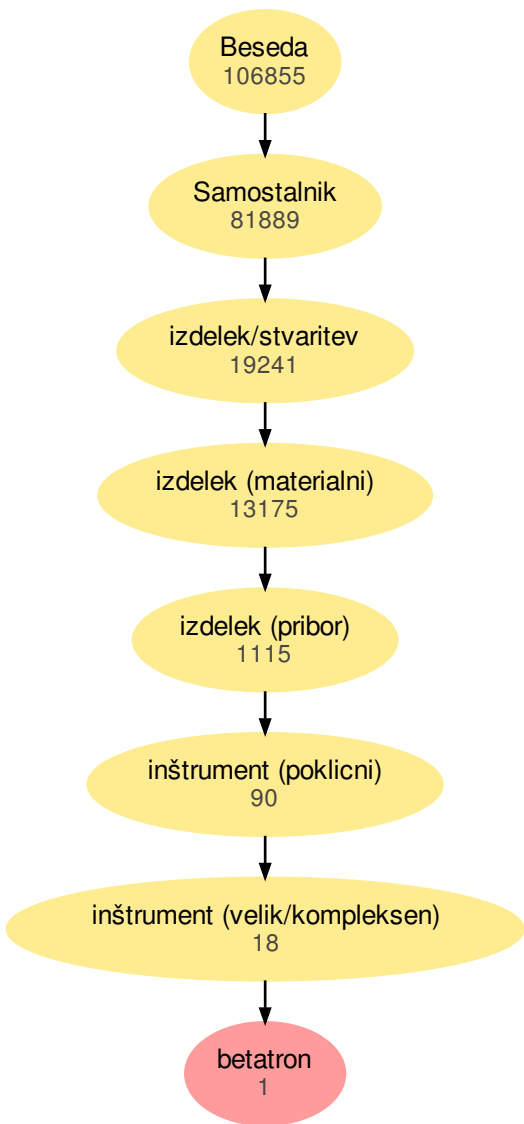 Beseda
106855
Samostalnik
81889
izdelek/stvaritev
19241
izdelek (materialni)
13175
izdelek (pribor)
1115
inštrument (poklicni)
90
inštrument (velik/kompleksen)
18
betatron
1